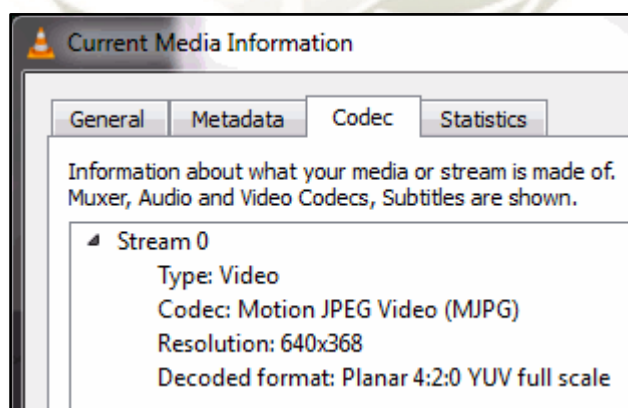 Current Media Information
General Metadata Codec Statistics
Information about what your media or stream is made of.
Muxer, Audio and Video Codecs, Subtitles are shown.
Stream 0
Type: Video
Codec: Motion JPEG Video (MJPG)
Resolution: 640x368
Decoded format: Planar 4:2:0 YUV full scale